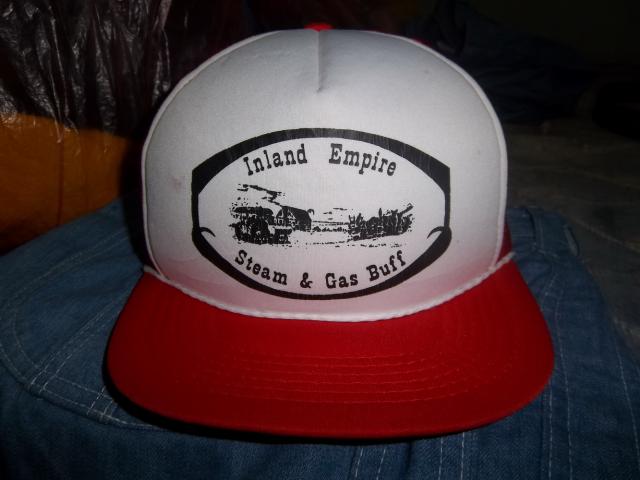 Inland Empire
Steam & Gas Buff